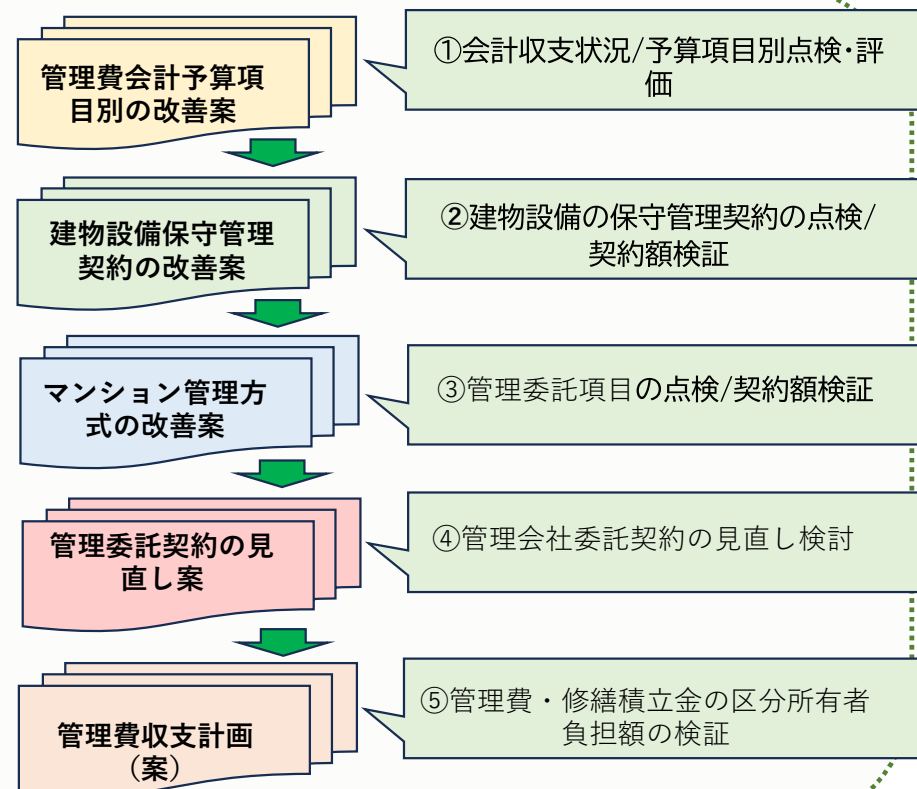 管理費会計予算項
目別の改善案
①会計収支状況/予算項目別点検･評
価
建物設備保守管理
契約の改善案
②建物設備の保守管理契約の点検/
契約額検証
マンション管理方
式の改善案
③管理委託項目の点検/契約額検証
管理委託契約の見
直し案
④管理会社委託契約の見直し検討
管理費収支計画
（案）
⑤管理費・修繕積立金の区分所有者
負担額の検証